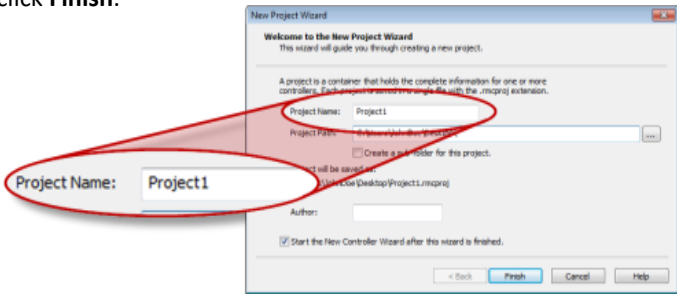 click Finish.
New Project Wizard
Welcome to the New Project Wizard
This wizard will guide you through creating a new project.
A project is a container that holds the complete information for one or more
controllers. Each project is saved in a single file with the .rmcproj extension.
Project Name: Project1
Project Path:
Create a sub-folder for this project.
will be saved as:
\Desktop\Project1.rmcproj
Project Name: Project1
Author:
Start the New Controller Wizard after this wizard is finished.
< Back Finish Cancel Help